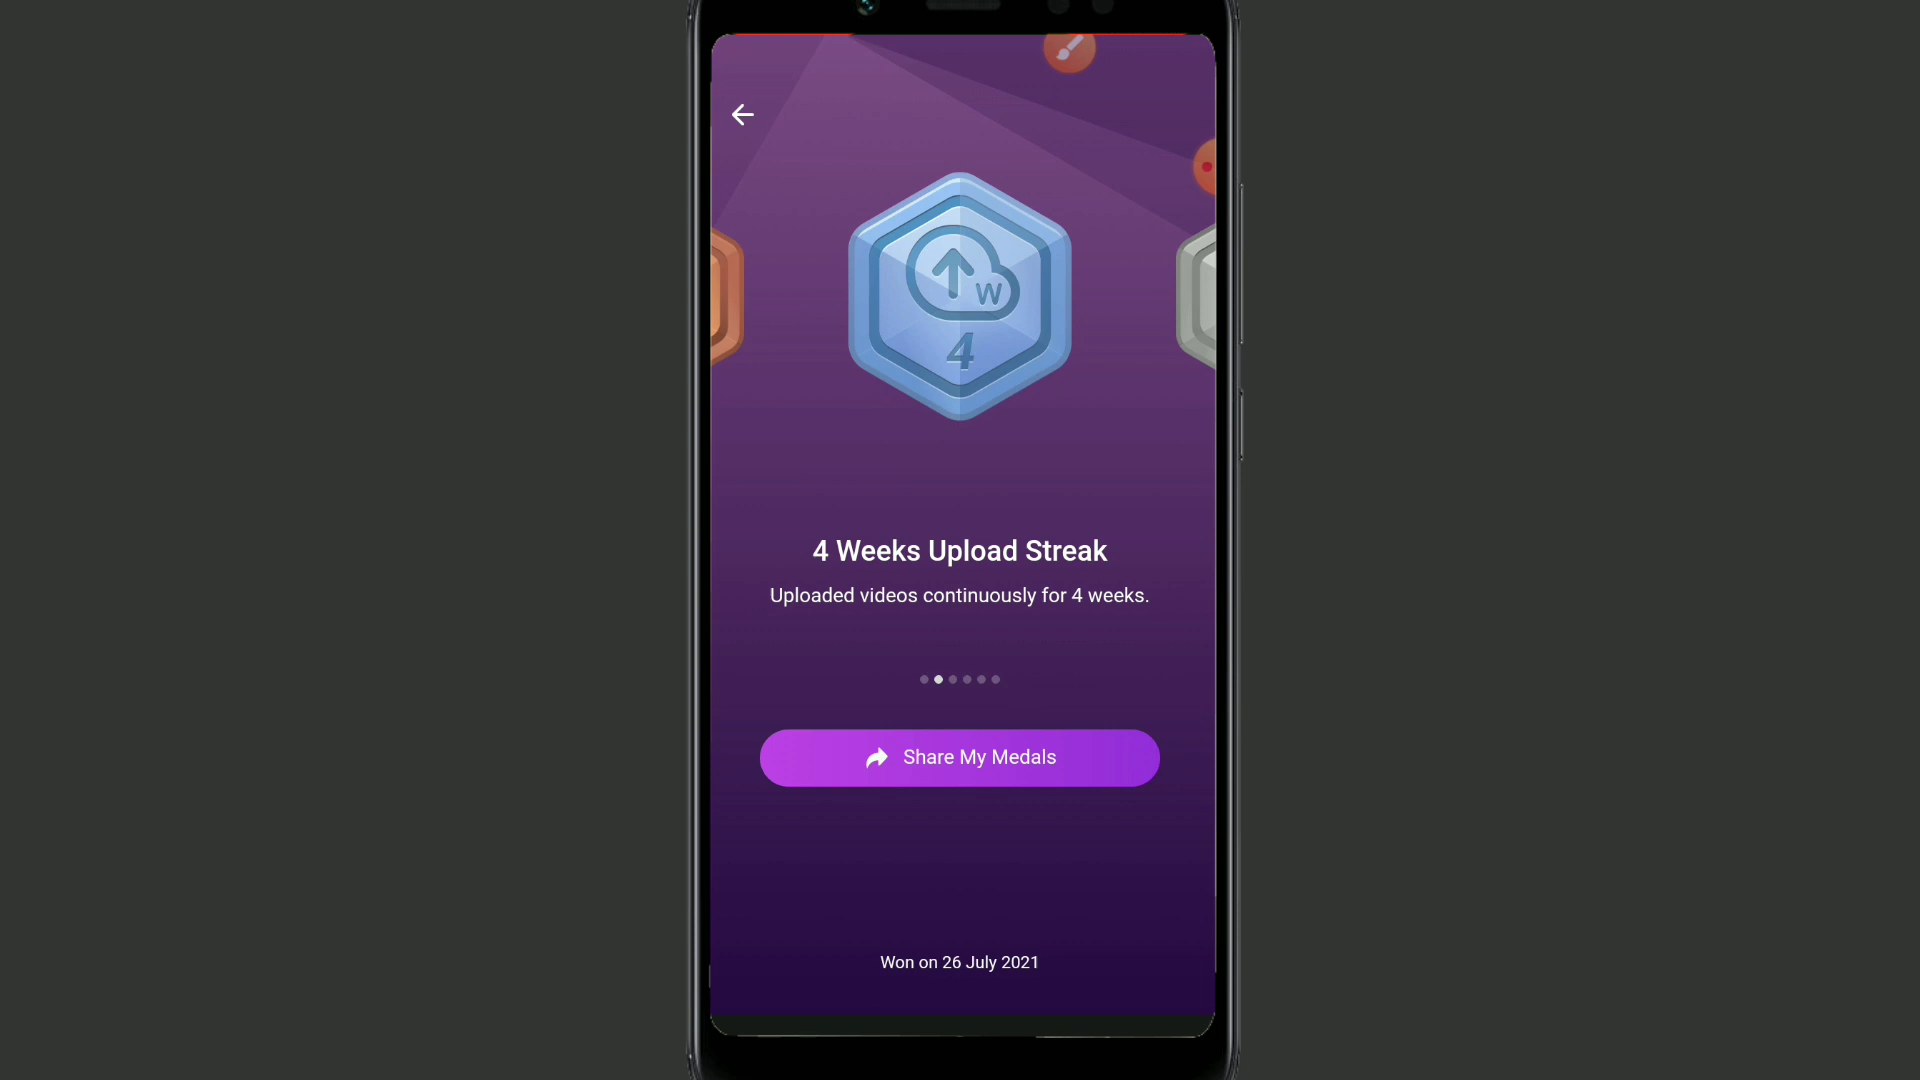 W
4
4 Weeks Upload Streak
Uploaded videos continuously for 4 weeks.
Share My Medals
Won on 26 July 2021